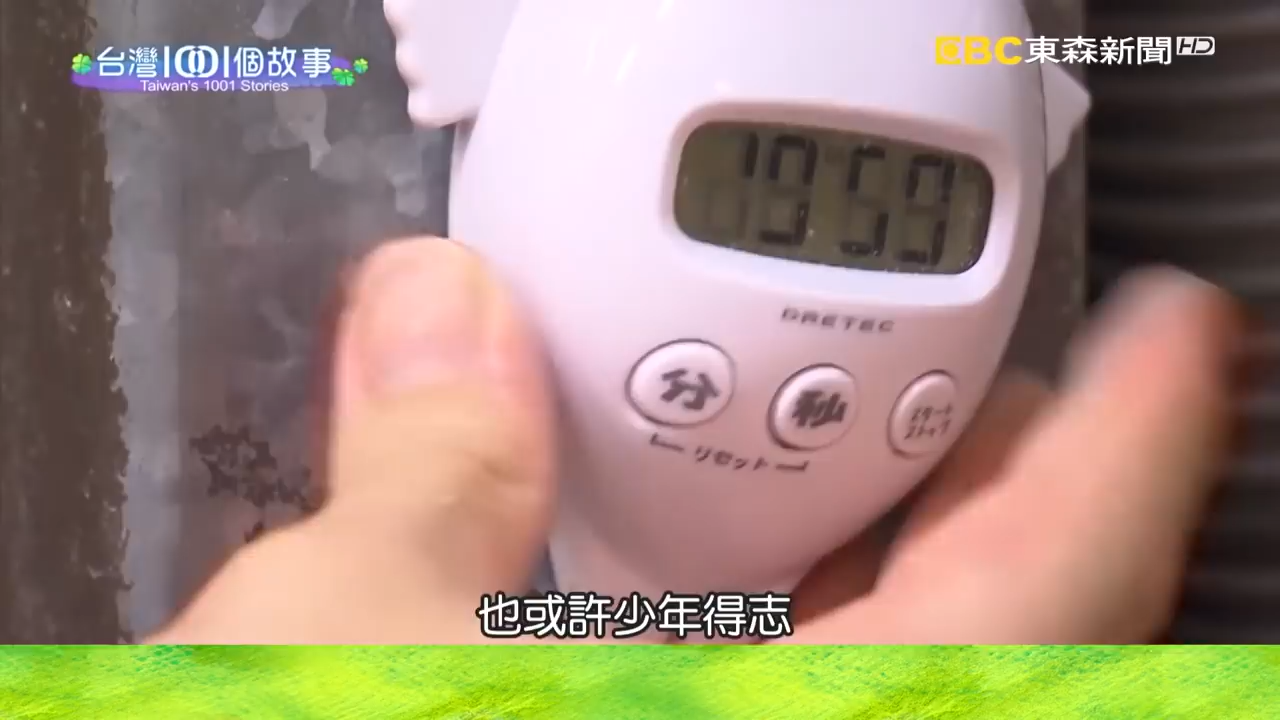 台灣1001個故事
Taiwan's 1001 Stories
EBC東森新聞HD
19 59
DRETEC
分
秒
スタート
ストップ
リセット
也或許少年得志